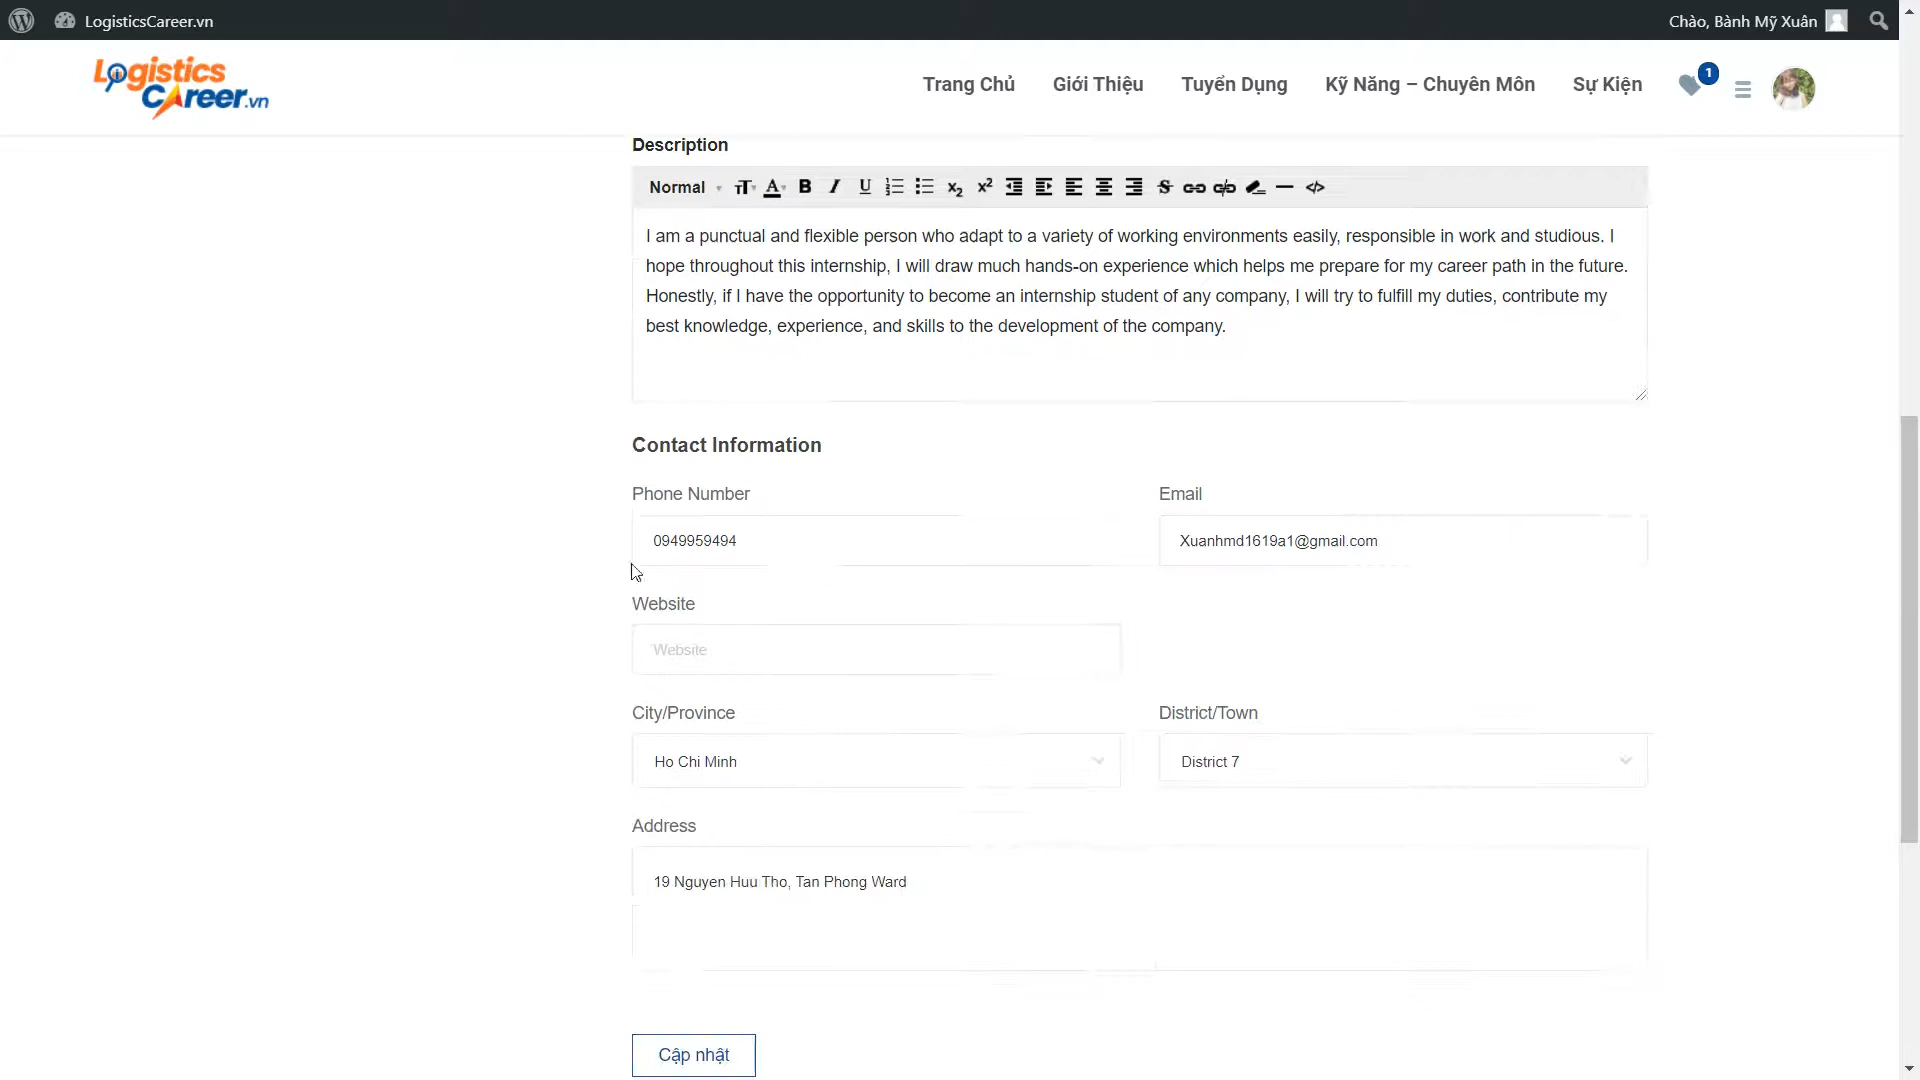 LogisticsCareer.vn
Chào, Bành Mỹ Xuân
Logistics
Career.vn
Trang Chủ
Giới Thiệu
Tuyển Dụng
Kỹ Năng – Chuyên Môn
Sự Kiện
1
Description
Normal
I am a punctual and flexible person who adapt to a variety of working environments easily, responsible in work and studious. I
hope throughout this internship, I will draw much hands-on experience which helps me prepare for my career path in the future.
Honestly, if I have the opportunity to become an internship student of any company, I will try to fulfill my duties, contribute my
best knowledge, experience, and skills to the development of the company.
Contact Information
Phone Number
Email
0949959494
Xuanhmd1619a1@gmail.com
Website
Website
City/Province
District/Town
Ho Chi Minh
District 7
Address
19 Nguyen Huu Tho, Tan Phong Ward
Cập nhật